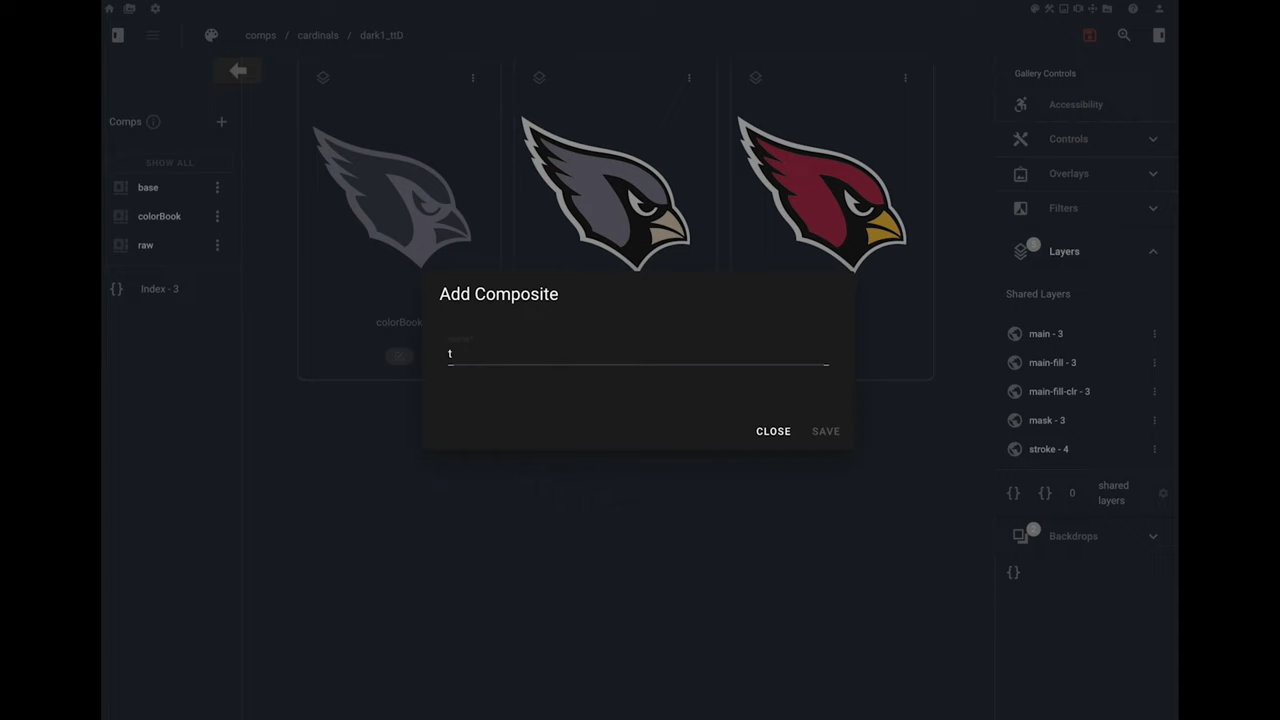 comps / cardinals / dark1_ttD
Comps
SHOW ALL
base
colorBook
raw
{} Index - 3
colorBook
Add Composite
t
CLOSE SAVE
Gallery Controls
Accessibility
Controls
Overlays
Filters
3
Layers
Shared Layers
main - 3
main-fill - 3
main-fill-clr - 3
mask - 3
stroke - 4
{} {} 0 shared
layers
2
Backdrops
{}